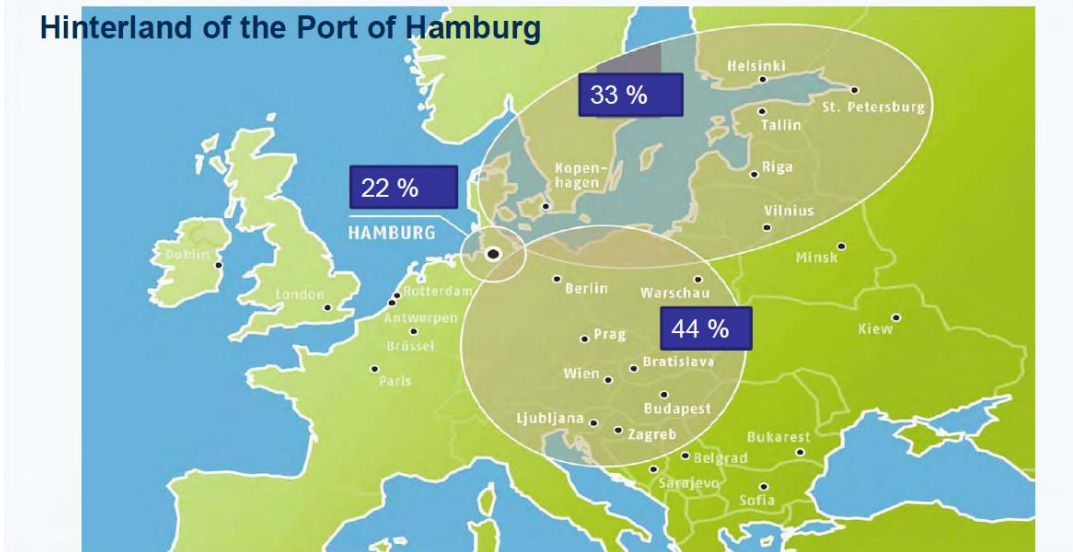 Hinterland of the Port of Hamburg
Helsinki
33 %
St. Petersburg
Tallin
Kopen-
hagen
Riga
22 %
Vilnius
HAMBURG
Minsk
Dublin
Berlin
Warschau
London
Rotterdam
Antwerpen
Kiew
44 %
Prag
Brüssel
Bratislava
Wien
Paris
Budapest
Ljubljana
Zagreb
Bukarest
Belgrad
Sarajevo
Sofia